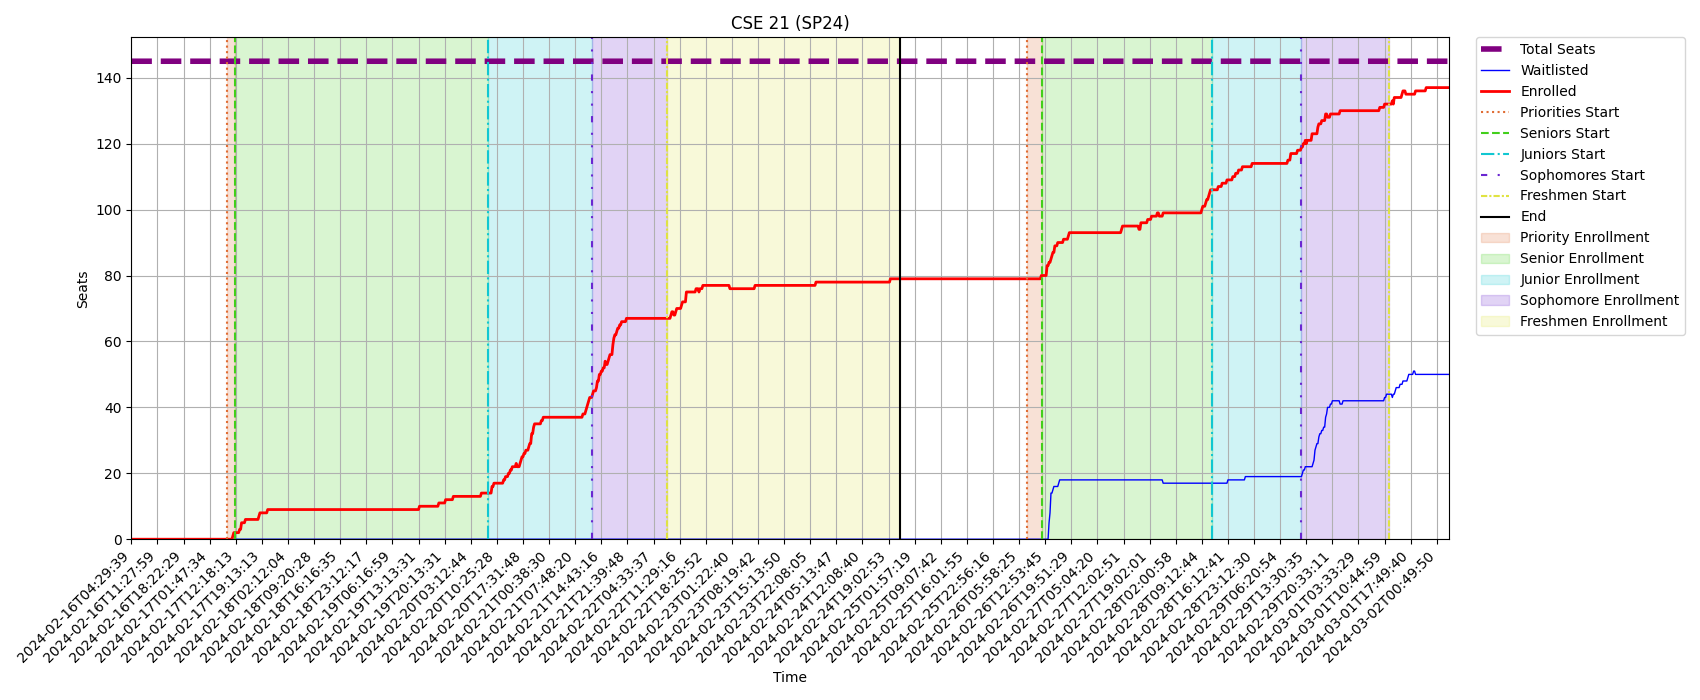 CSE 21 (SP24)
Seats
140
120
100
80
60
40
20
0
2024-02-16T04:29:39
2024-02-16T11:27:59
2024-02-16T18:22:29
2024-02-17T01:47:34
2024-02-17T12:18:13
2024-02-17T19:13:13
2024-02-18T02:12:04
2024-02-18T09:20:28
2024-02-18T16:16:35
2024-02-18T23:12:17
2024-02-19T06:16:59
2024-02-19T13:13:31
2024-02-19T20:13:31
2024-02-20T03:12:44
2024-02-20T10:25:28
2024-02-20T17:31:48
2024-02-21T00:38:30
2024-02-21T07:48:20
2024-02-21T14:43:16
2024-02-21T21:39:48
2024-02-22T04:33:37
2024-02-22T11:29:16
2024-02-22T18:25:52
2024-02-23T01:22:40
2024-02-23T08:19:42
2024-02-23T15:13:50
2024-02-23T22:08:05
2024-02-24T05:13:47
2024-02-24T12:08:40
2024-02-24T19:02:53
2024-02-25T01:57:19
2024-02-25T09:07:42
2024-02-25T16:01:55
2024-02-25T22:56:16
2024-02-26T05:58:25
2024-02-26T12:53:45
2024-02-26T19:51:29
2024-02-27T05:04:20
2024-02-27T12:02:51
2024-02-27T19:02:01
2024-02-28T02:00:58
2024-02-28T09:12:44
2024-02-28T16:12:41
2024-02-28T23:12:30
2024-02-29T06:20:54
2024-02-29T13:30:35
2024-02-29T20:33:11
2024-03-01T03:33:29
2024-03-01T10:44:59
2024-03-01T17:49:40
2024-03-02T00:49:50
Time
Total Seats
Waitlisted
Enrolled
Priorities Start
Seniors Start
Juniors Start
Sophomores Start
Freshmen Start
End
Priority Enrollment
Senior Enrollment
Junior Enrollment
Sophomore Enrollment
Freshmen Enrollment